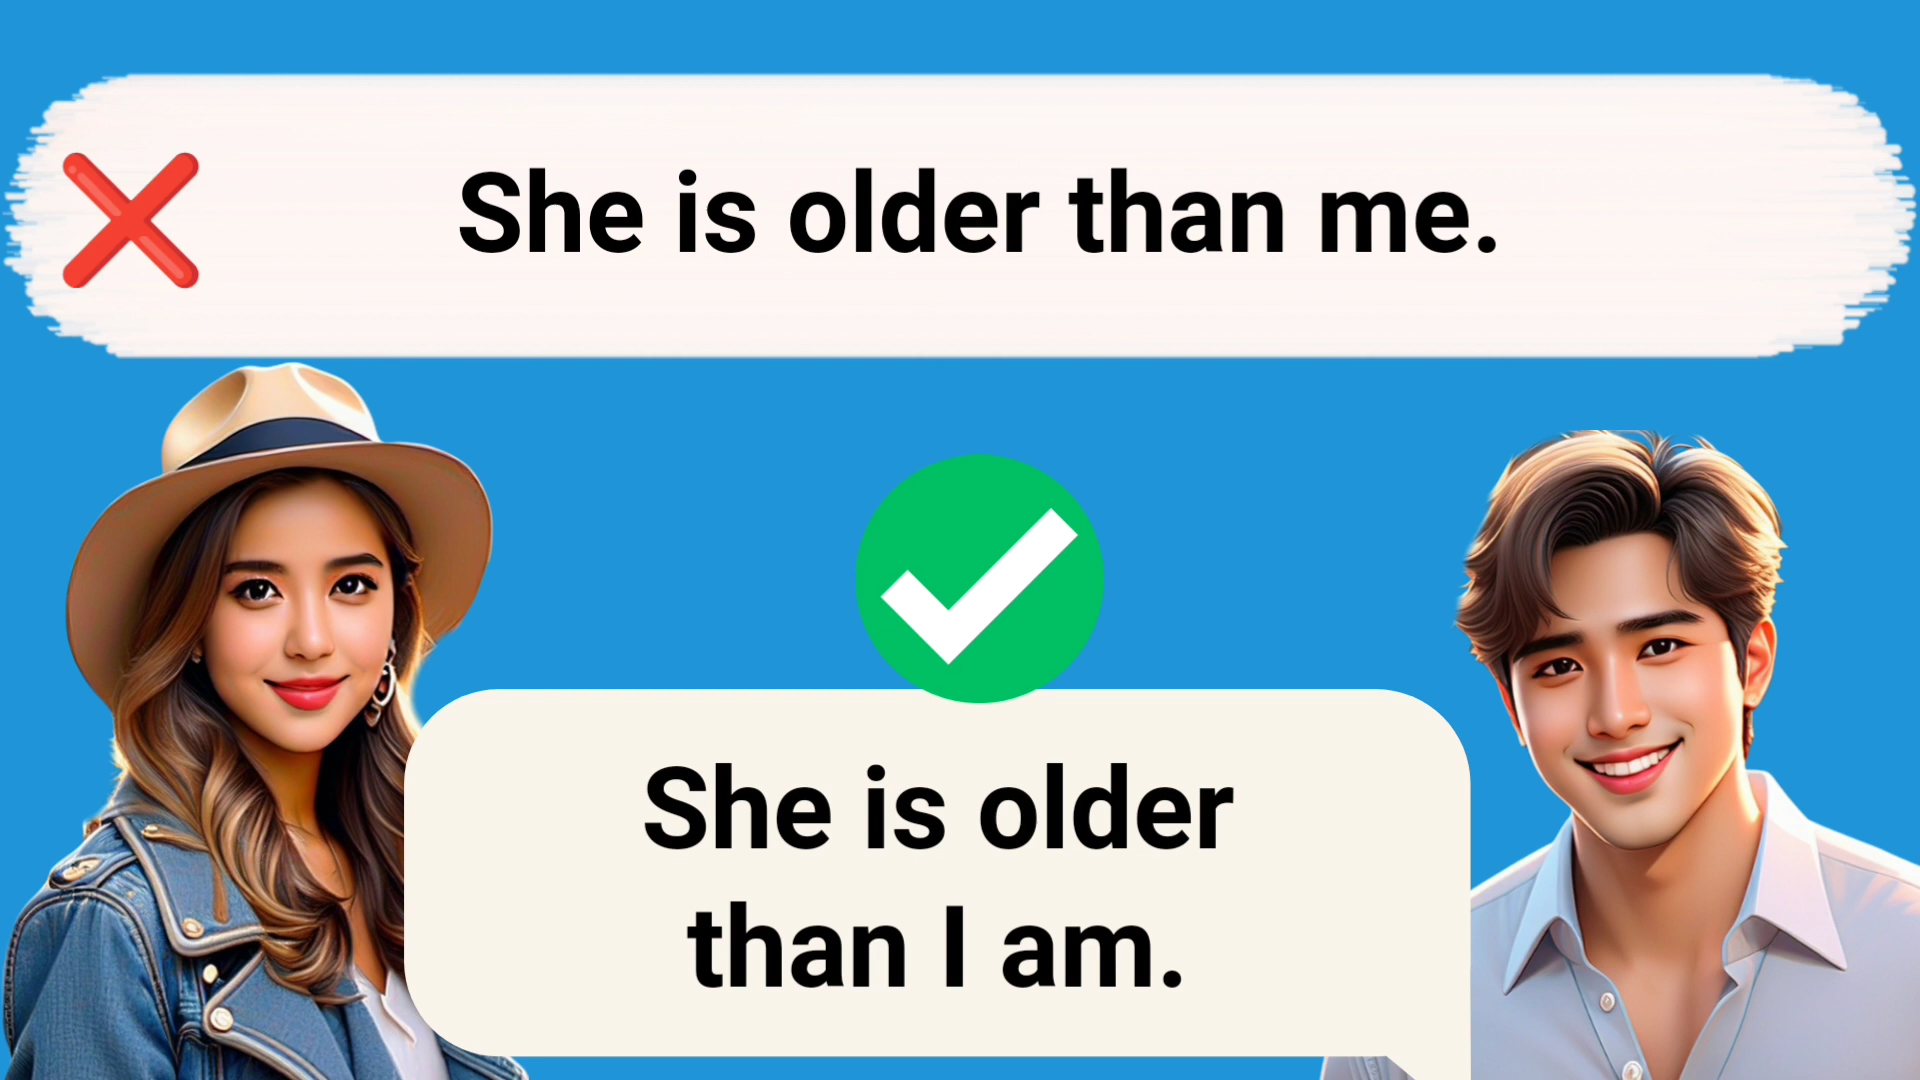 She is older than me.
She is older
than I am.